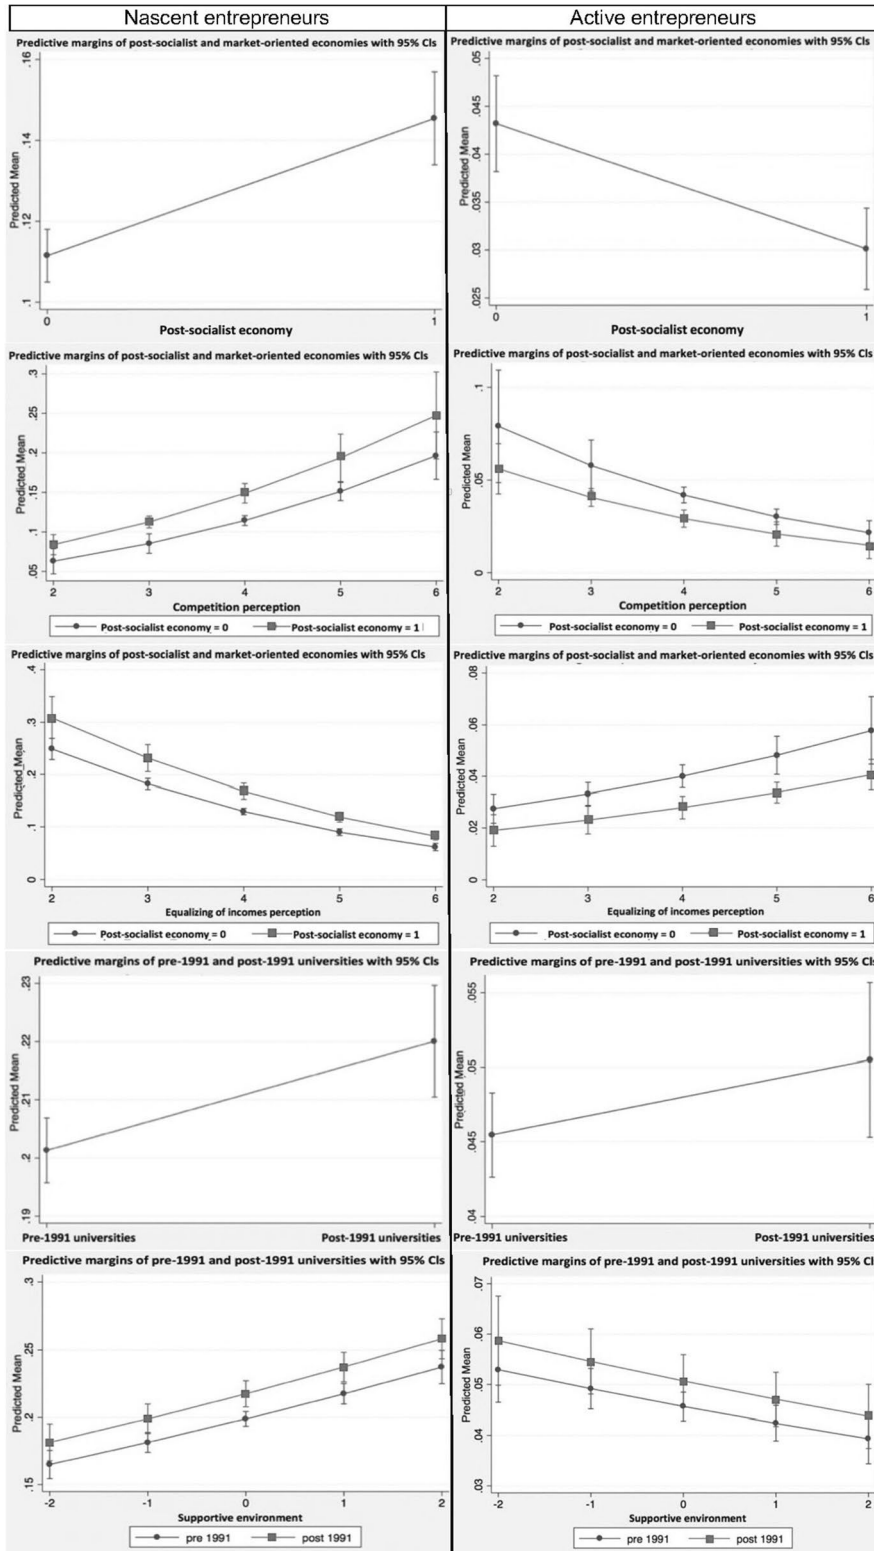 Nascent entrepreneurs
Active entrepreneurs
Predictive margins of post-socialist and market-oriented economies with 95% CIs
Predicted Mean
.16
.14
.12
.1
0
1
Post-socialist economy
Predictive margins of post-socialist and market-oriented economies with 95% CIs
Predicted Mean
.05
.045
.04
.035
.03
.025
0
1
Post-socialist economy
Predictive margins of post-socialist and market-oriented economies with 95% CIs
Predicted Mean
.3
.25
.2
.15
.1
.05
2
3
4
5
6
Competition perception
Post-socialist economy = 0
Post-socialist economy = 1
Predictive margins of post-socialist and market-oriented economies with 95% CIs
Predicted Mean
.1
.05
0
2
3
4
5
6
Competition perception
Post-socialist economy = 0
Post-socialist economy = 1
Predictive margins of post-socialist and market-oriented economies with 95% CIs
Predicted Mean
.4
.3
.2
.1
0
2
3
4
5
6
Equalizing of incomes perception
Post-socialist economy = 0
Post-socialist economy = 1
Predictive margins of post-socialist and market-oriented economies with 95% CIs
Predicted Mean
.08
.06
.04
.02
0
2
3
4
5
6
Equalizing of incomes perception
Post-socialist economy = 0
Post-socialist economy = 1
Predictive margins of pre-1991 and post-1991 universities with 95% CIs
Predicted Mean
.23
.22
.21
.2
.19
Pre-1991 universities
Post-1991 universities
Predictive margins of pre-1991 and post-1991 universities with 95% CIs
Predicted Mean
.055
.05
.045
.04
Pre-1991 universities
Post-1991 universities
Predictive margins of pre-1991 and post-1991 universities with 95% CIs
Predicted Mean
.3
.25
.2
.15
-2
-1
0
1
2
Supportive environment
pre 1991
post 1991
Predictive margins of pre-1991 and post-1991 universities with 95% CI
Predicted Mean
.07
.06
.05
.04
.03
-2
-1
0
1
2
Supportive environment
pre 1991
post 1991